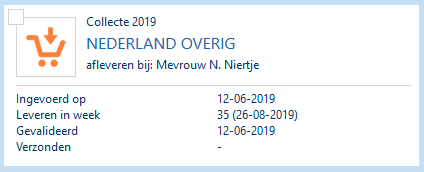 Collecte 2019
NEDERLAND OVERIG
afleveren bij: Mevrouw N. Niertje
Ingevoerd op 12-06-2019
Leveren in week 35 (26-08-2019)
Gevalideerd 12-06-2019
Verzonden -